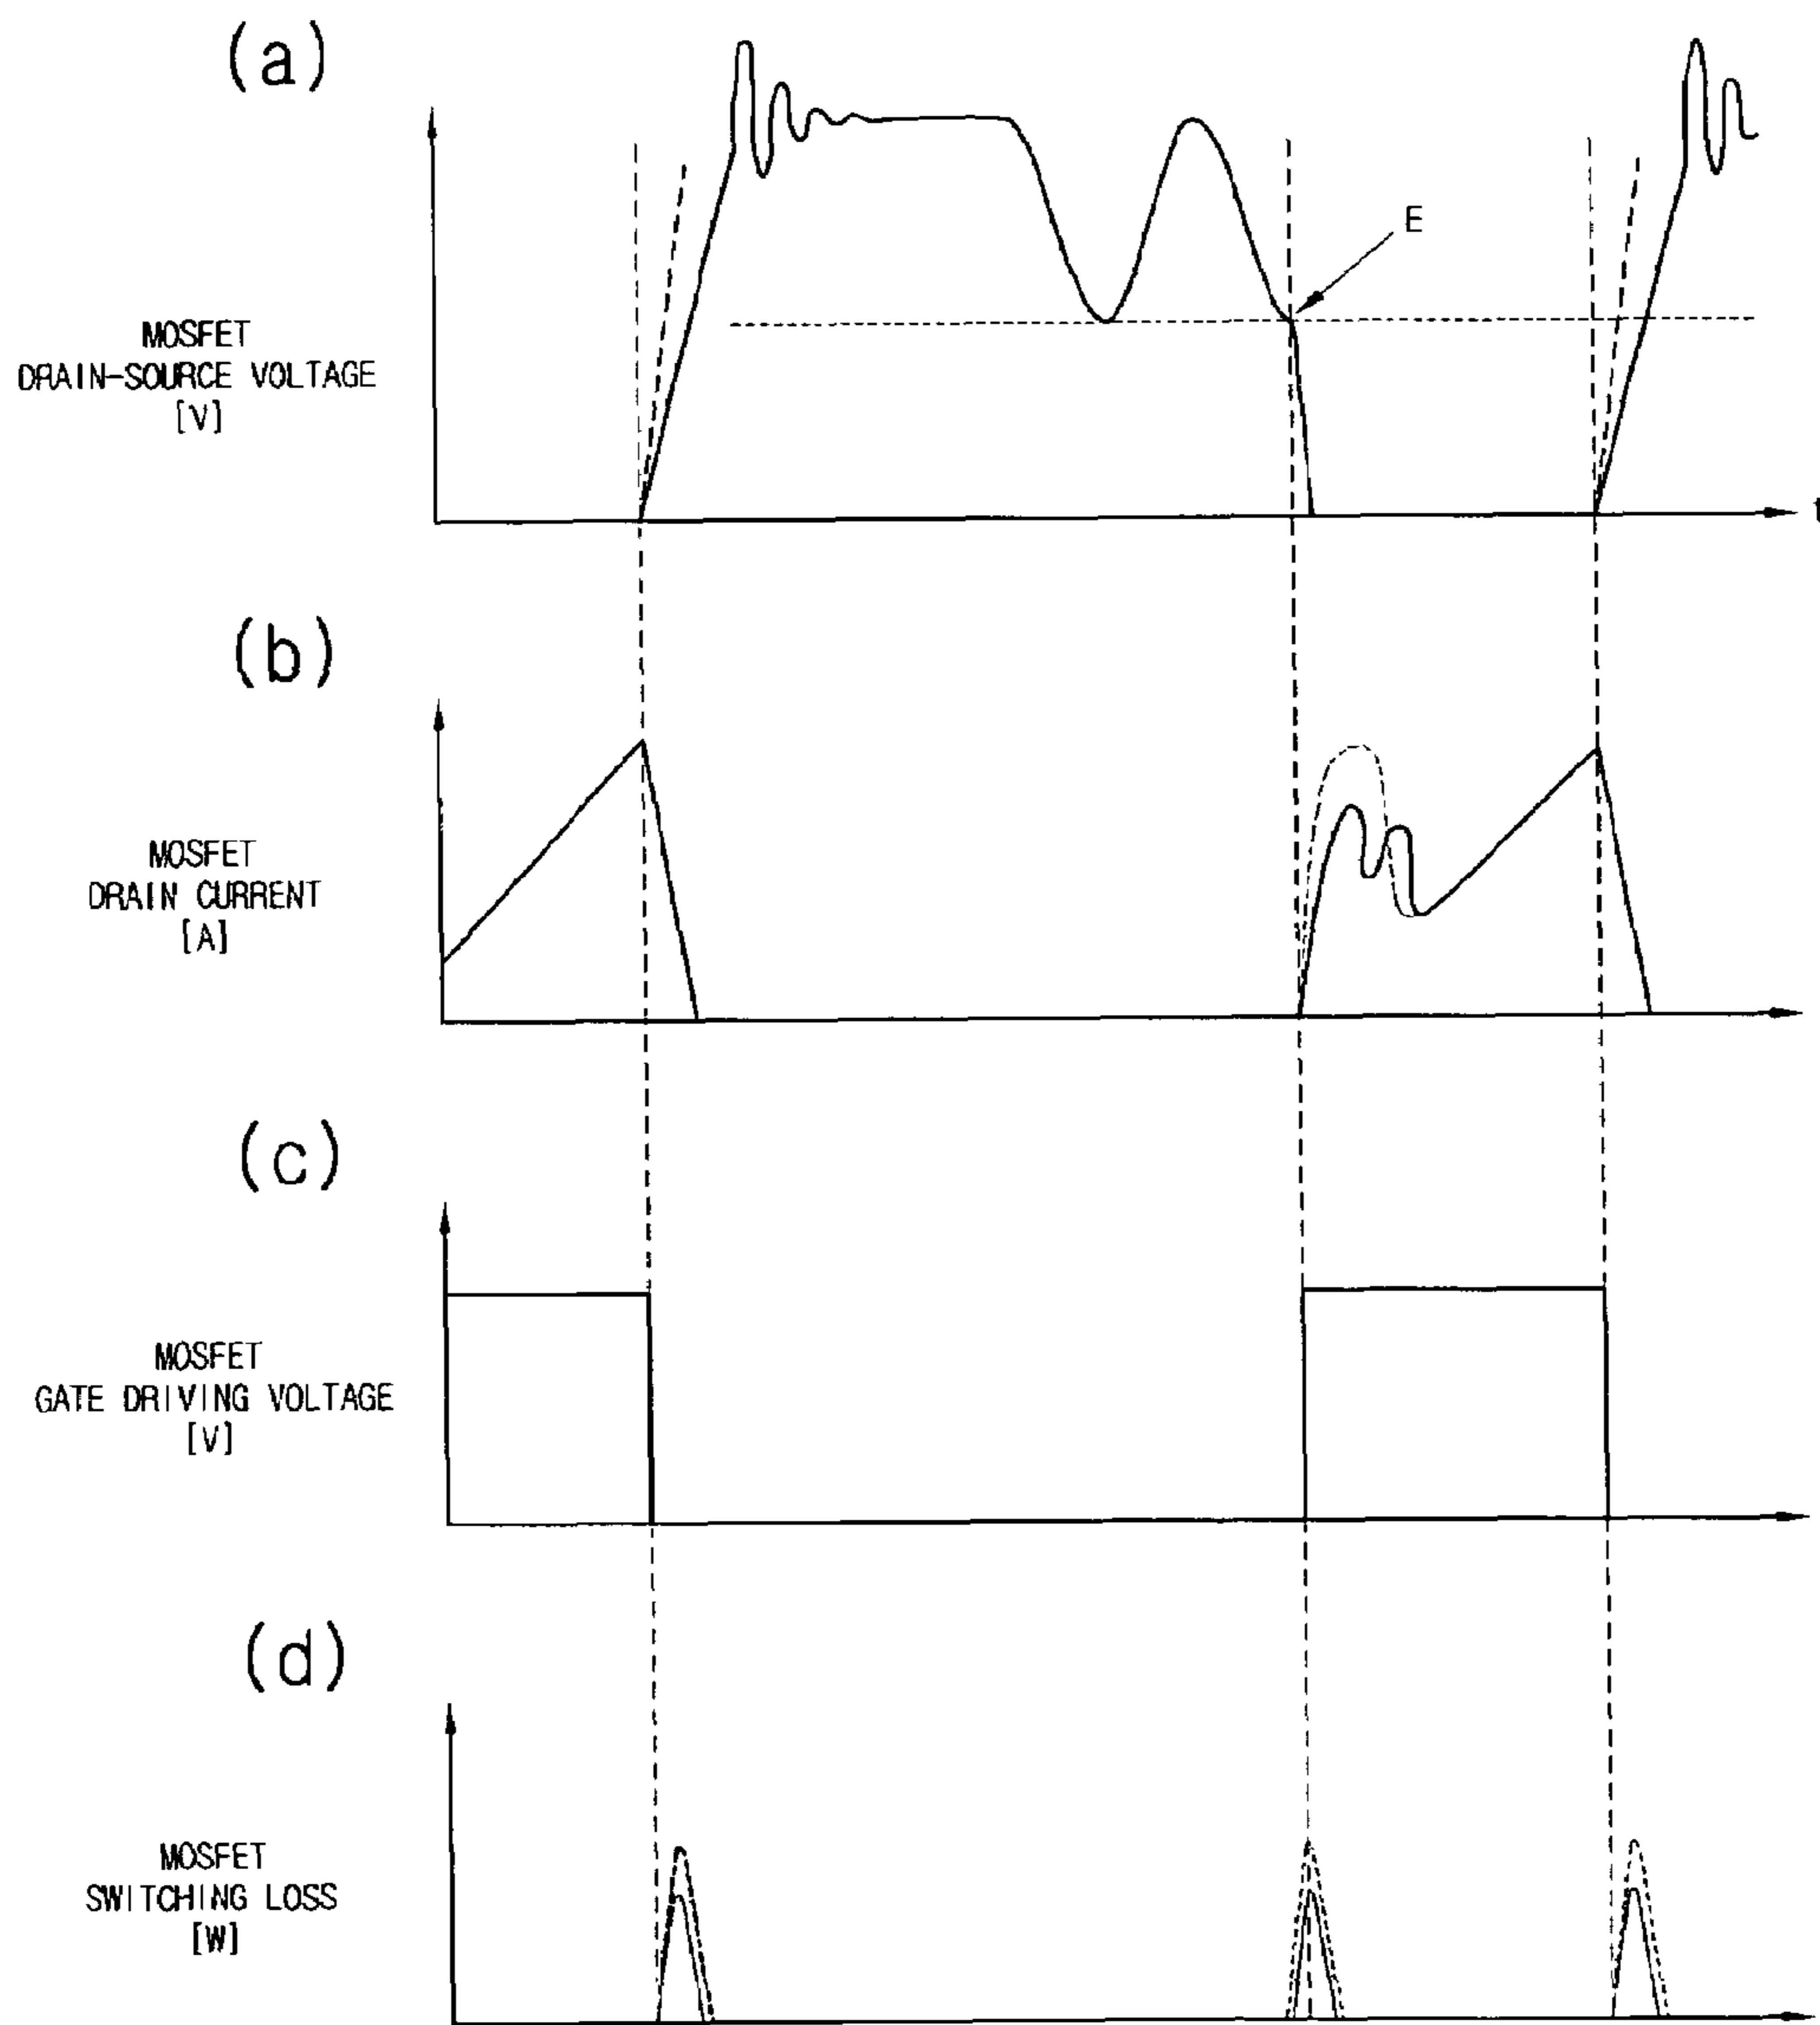 (a)
E
MOSFET
DRAIN-SOURCE VOLTAGE
[V]
t
(b)
MOSFET
DRAIN CURRENT
[A]
(c)
MOSFET
GATE DRIVING VOLTAGE
[V]
(d)
MOSFET
SWITCHING LOSS
[W]